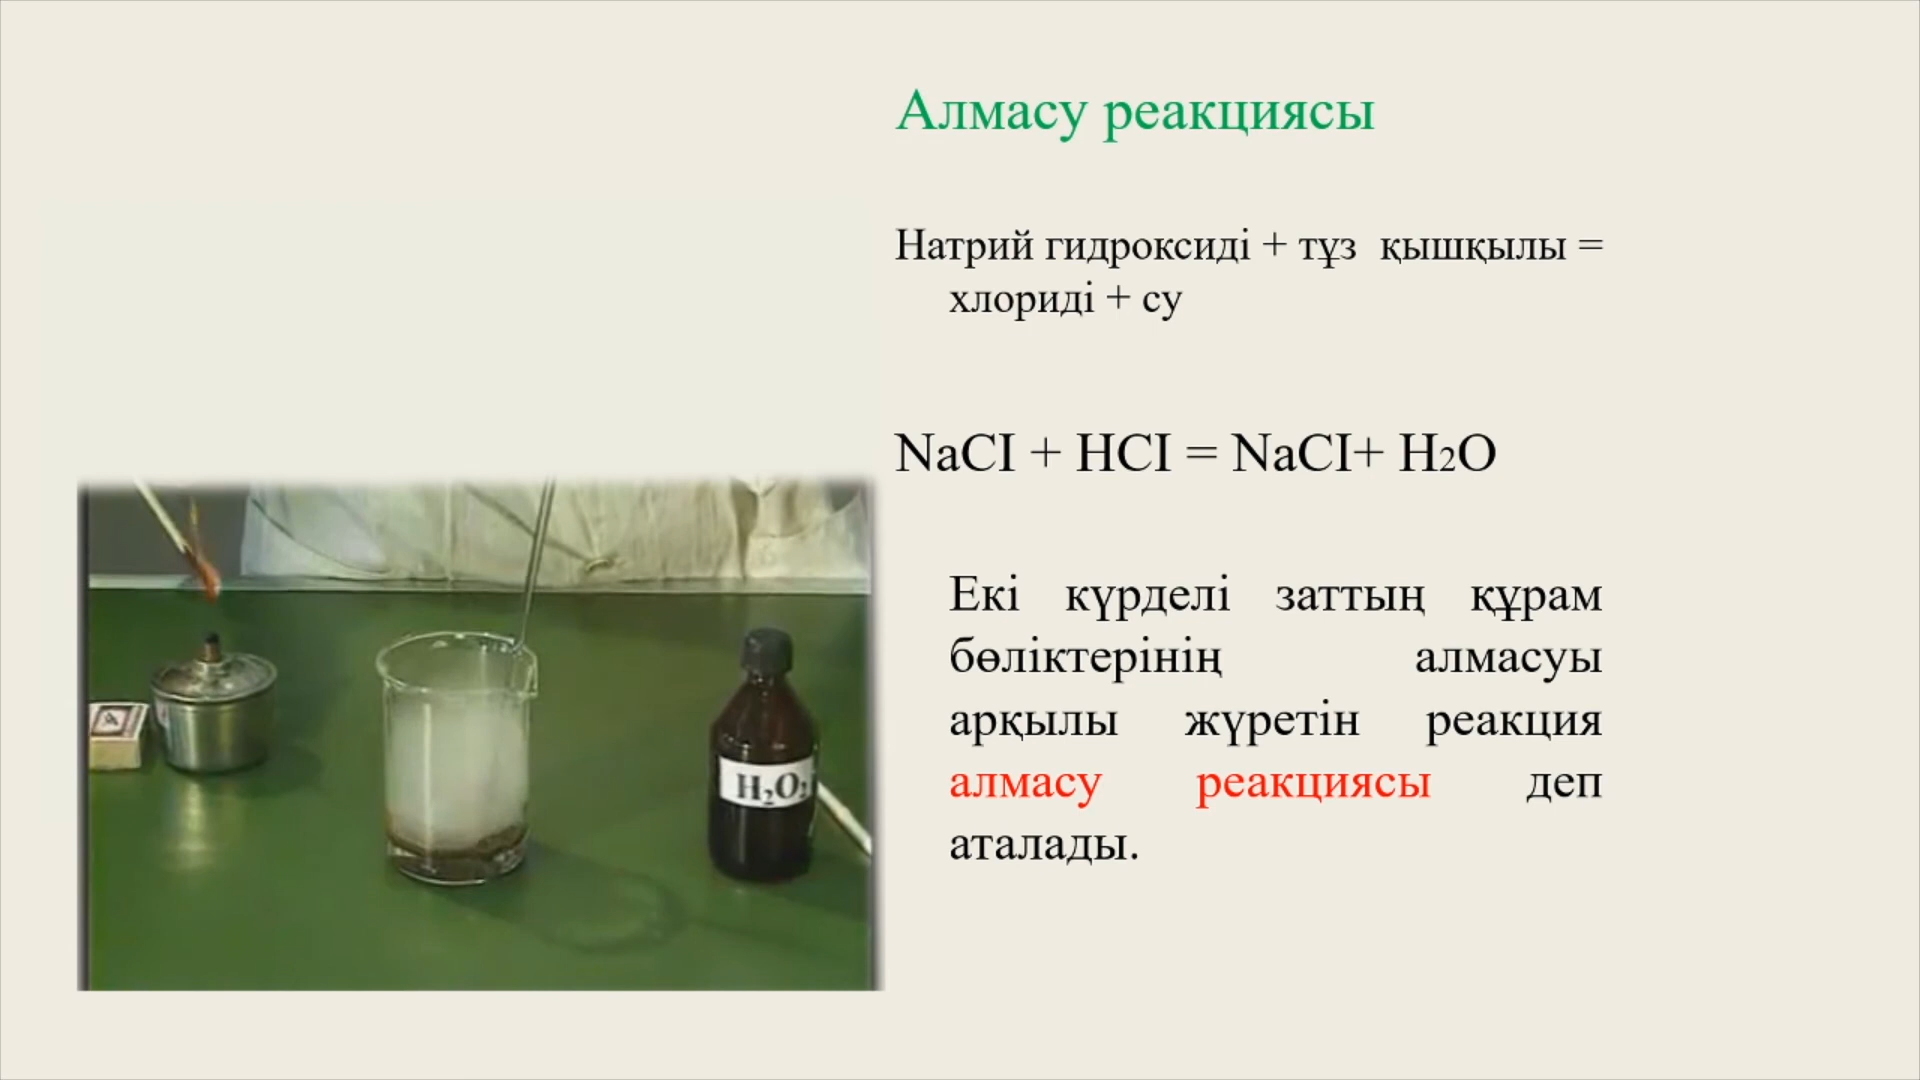 Алмасу реакциясы
Натрий гидроксиді + тұз қышқылы =
хлориді + су
NaCI + HCI = NaCI+ H₂O
Екі күрделі заттың құрам
бөліктерінің алмасуы
арқылы жүретін реакция
алмасу реакциясы деп
аталады.
H₂O₂